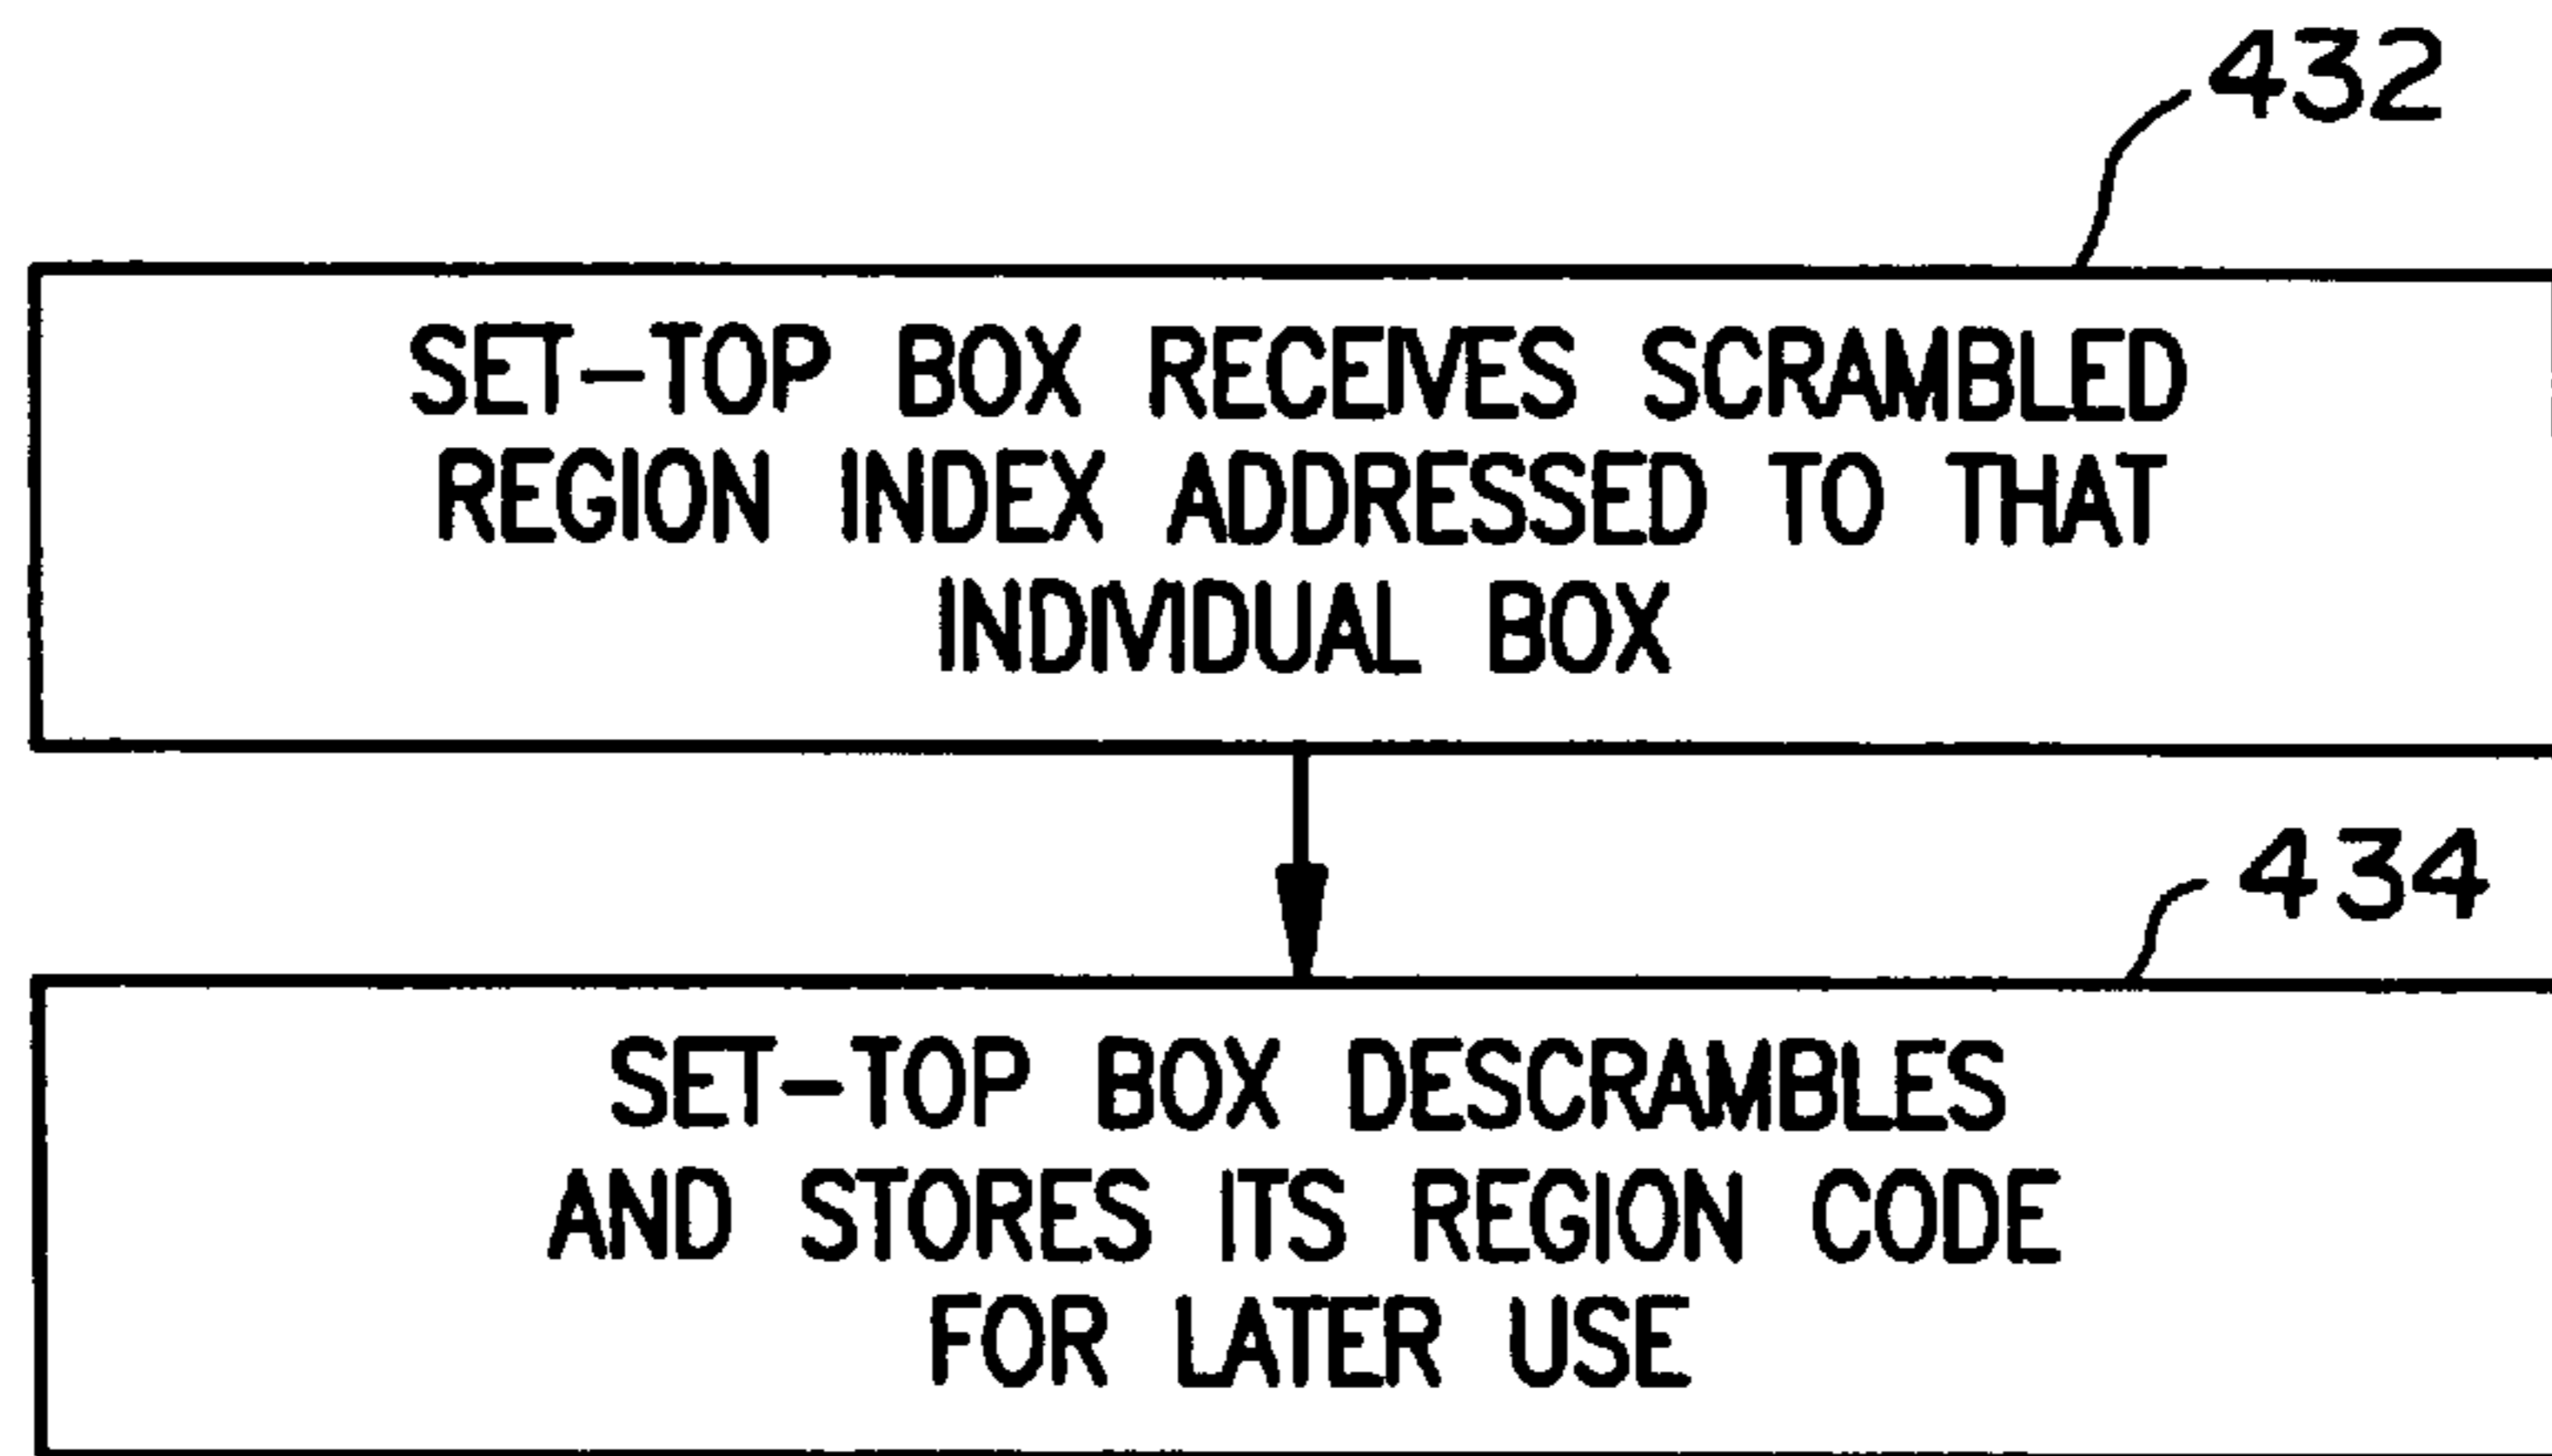 432
SET-TOP BOX RECEIVES SCRAMBLED
REGION INDEX ADDRESSED TO THAT
INDIVIDUAL BOX
434
SET-TOP BOX DESCRAMBLES
AND STORES ITS REGION CODE
FOR LATER USE